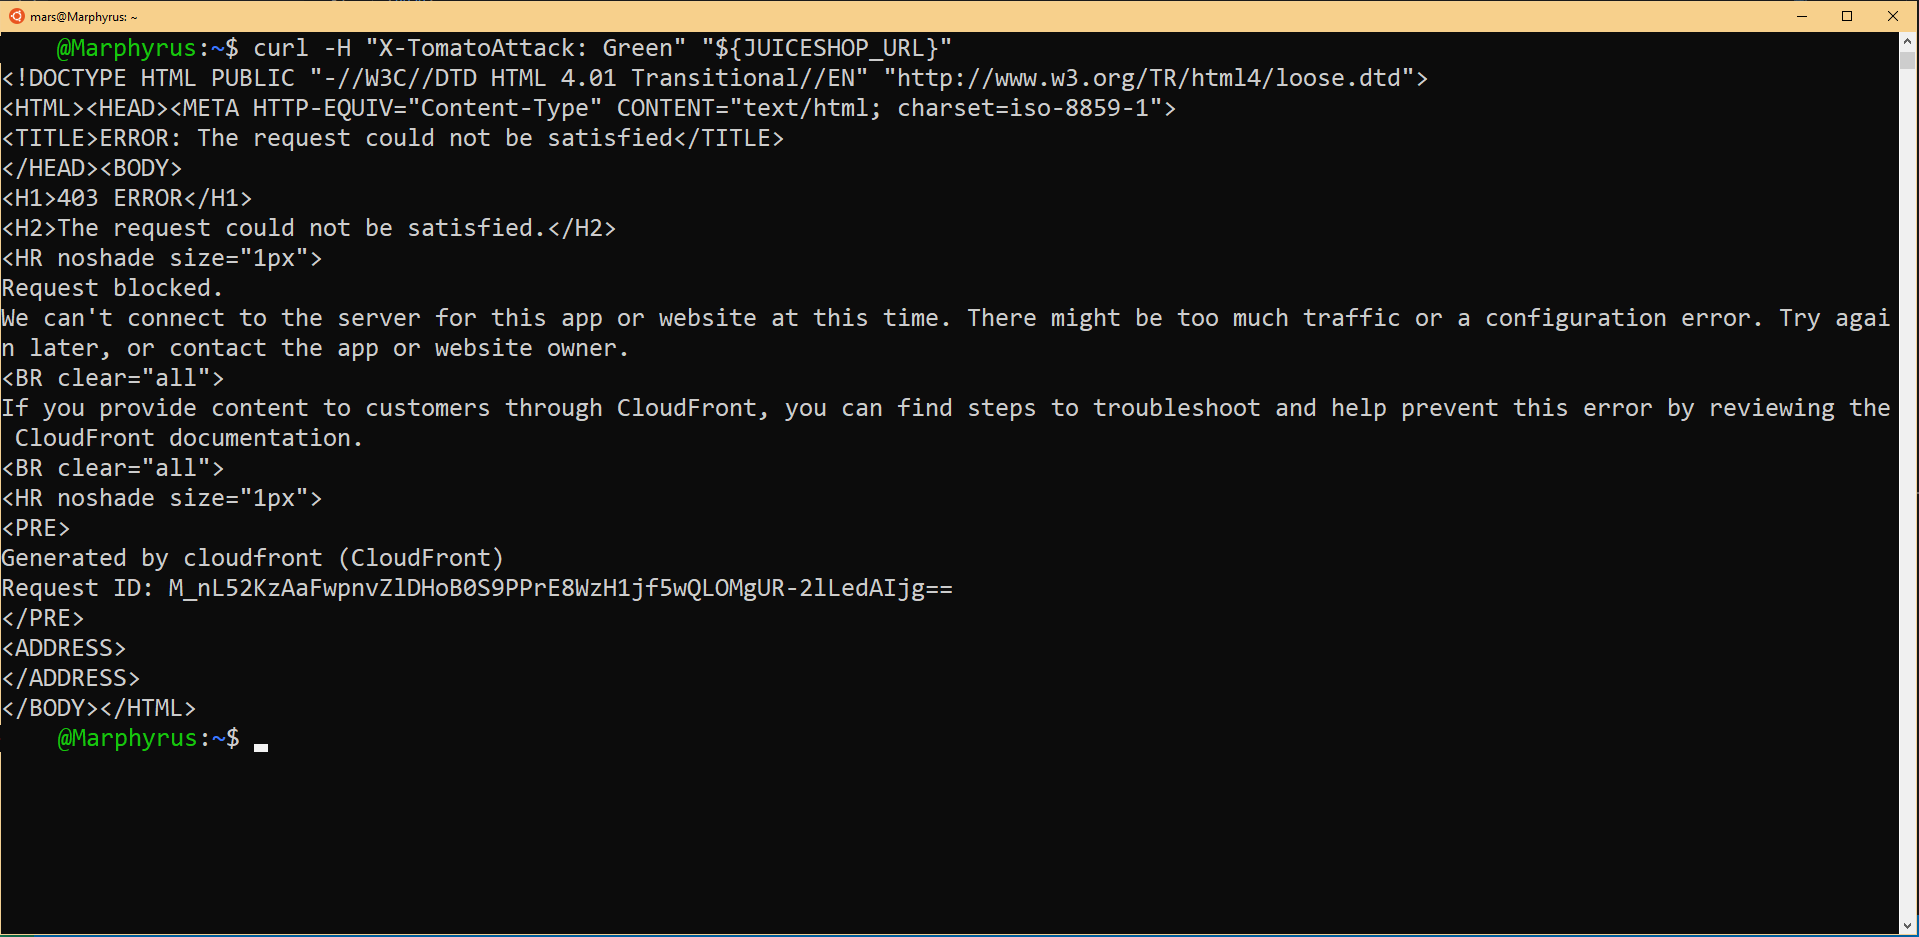 mars@Marphyrus: ~
@Marphyrus:~$ curl -H "X-TomatoAttack: Green" "${JUICESHOP_URL}"
<!DOCTYPE HTML PUBLIC "-//W3C//DTD HTML 4.01 Transitional//EN" "http://www.w3.org/TR/html4/loose.dtd">
<HTML><HEAD><META HTTP-EQUIV="Content-Type" CONTENT="text/html; charset=iso-8859-1">
<TITLE>ERROR: The request could not be satisfied</TITLE>
</HEAD><BODY>
<H1>403 ERROR</H1>
<H2>The request could not be satisfied.</H2>
<HR noshade size="1px">
Request blocked.
We can't connect to the server for this app or website at this time. There might be too much traffic or a configuration error. Try agai
n later, or contact the app or website owner.
<BR clear="all">
If you provide content to customers through CloudFront, you can find steps to troubleshoot and help prevent this error by reviewing the
 CloudFront documentation.
<BR clear="all">
<HR noshade size="1px">
<PRE>
Generated by cloudfront (CloudFront)
Request ID: M_nL52KzAaFwpnvZlDHoB0S9PPrE8WzH1jf5wQLOMgUR-2lLedAIjg==
</PRE>
<ADDRESS>
</ADDRESS>
</BODY></HTML>
@Marphyrus:~$